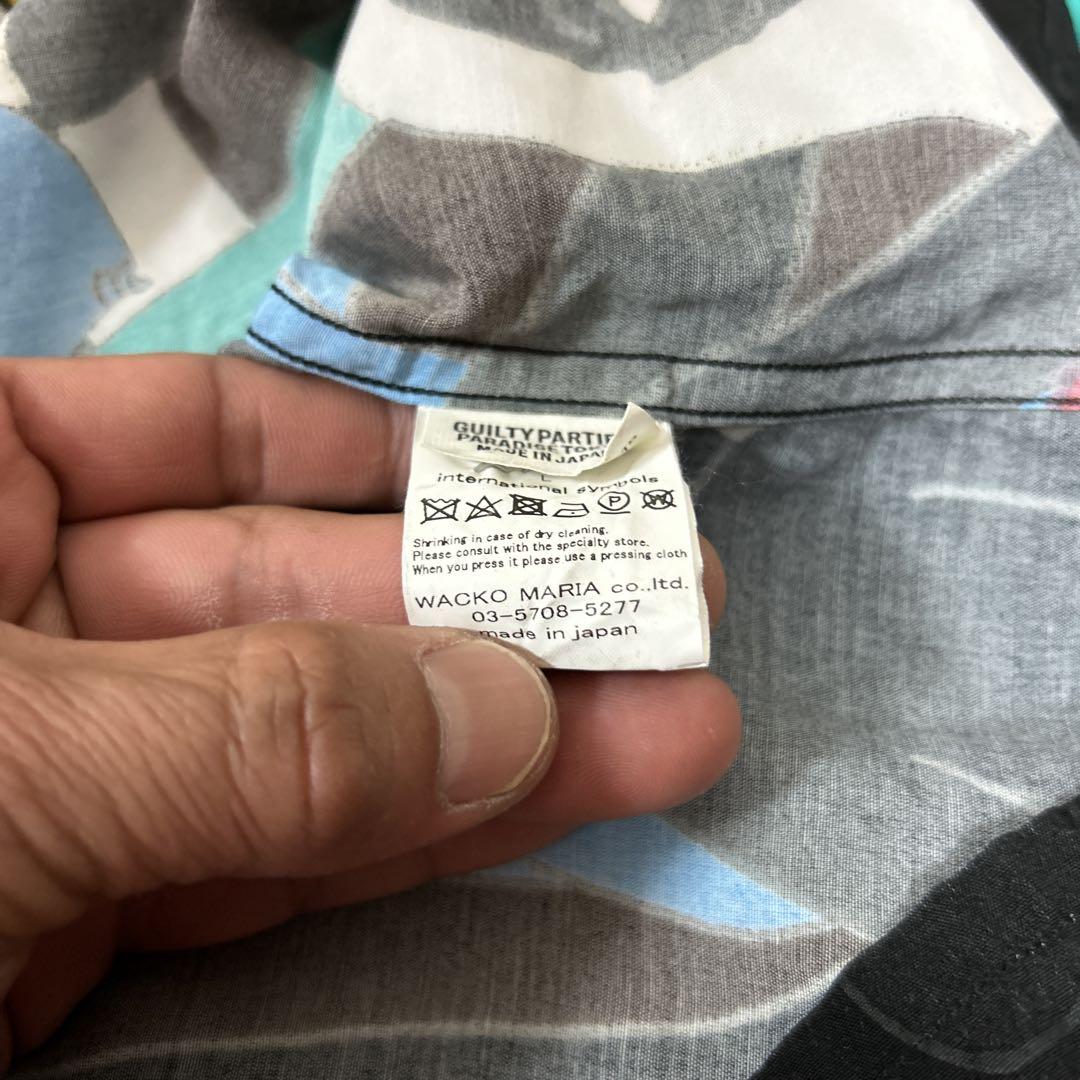 GUILTY PARTIE
PARADISE TOK
MADE IN JAPAN
L
international symbols
P
W
Shrinking in case of dry cleaning.
Please consult with the specialty store.
When you press it please use a pressing cloth
WACKO MARIA co.,ltd.
03-5708-5277
made in japan